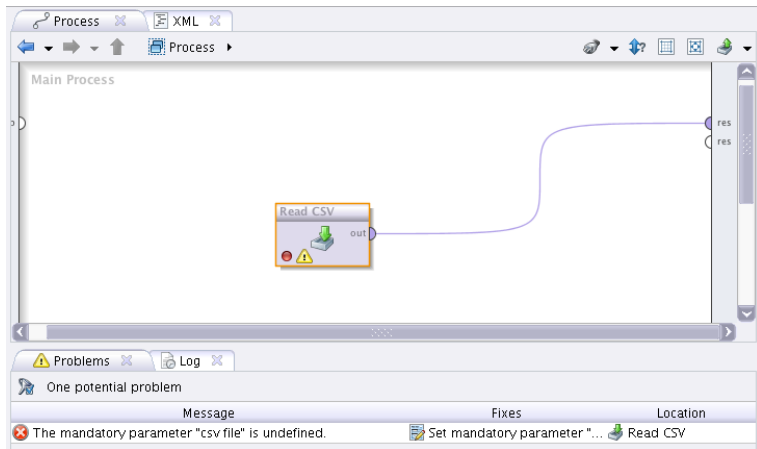 Process
XML
Process
Main Process
res
res
Read CSV
out
Problems
Log
One potential problem
Message Fixes Location
The mandatory parameter "csv file" is undefined. Set mandatory parameter "... Read CSV